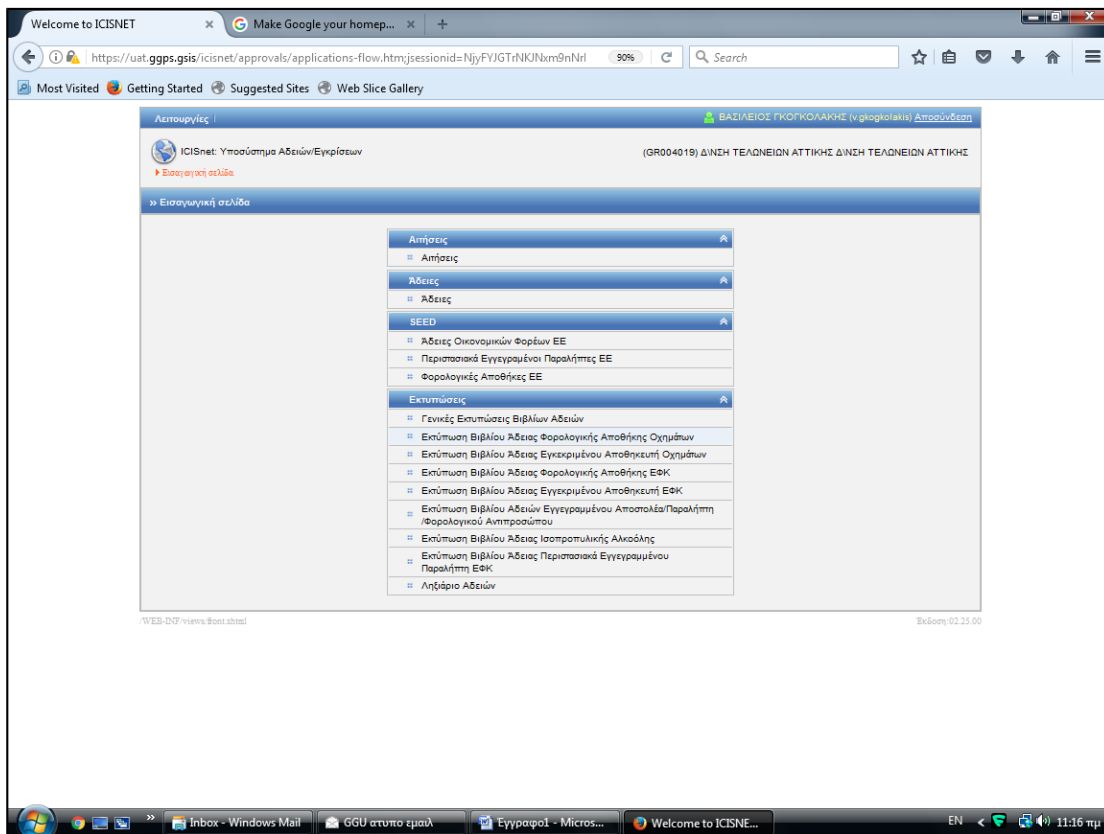 Welcome to ICISNET
Make Google your homep...
https://uat.ggps.gsis/icisnet/approvals/applications-flow.htm;jsessionid=NjyFYJGTrNKJNxm9nNrl
90%
Search
Most Visited Getting Started Suggested Sites Web Slice Gallery
Λειτουργίες
ΒΑΣΙΛΕΙΟΣ ΓΚΟΓΚΟΛΑΚΗΣ (v.gkogkolakis) Αποσύνδεση
ICISnet: Υποσύστημα Αδειών/Εγκρίσεων
(GR004019) Δ\ΝΣΗ ΤΕΛΩΝΕΙΩΝ ΑΤΤΙΚΗΣ Δ\ΝΣΗ ΤΕΛΩΝΕΙΩΝ ΑΤΤΙΚΗΣ
Εισαγωγική σελίδα
» Εισαγωγική σελίδα
Αιτήσεις
Αιτήσεις
Άδειες
Άδειες
SEED
Άδειες Οικονομικών Φορέων ΕΕ
Περιστασιακά Εγγεγραμένοι Παραλήπτες ΕΕ
Φορολογικές Αποθήκες ΕΕ
Εκτυπώσεις
Γενικές Εκτυπώσεις Βιβλίων Αδειών
Εκτύπωση Βιβλίου Άδειας Φορολογικής Αποθήκης Οχημάτων
Εκτύπωση Βιβλίου Άδειας Εγκεκριμένου Αποθηκευτή Οχημάτων
Εκτύπωση Βιβλίου Άδειας Φορολογικής Αποθήκης ΕΦΚ
Εκτύπωση Βιβλίου Άδειας Εγγεκριμένου Αποθηκευτή ΕΦΚ
Εκτύπωση Βιβλίου Αδειών Εγγεγραμμένου Αποστολέα/Παραλήπτη
/Φορολογικού Αντιπροσώπου
Εκτύπωση Βιβλίου Άδειας Ισοπροπυλικής Αλκοόλης
Εκτύπωση Βιβλίου Άδειας Περιστασιακά Εγγεγραμμένου
Παραλήπτη ΕΦΚ
Ληξιάριο Αδειών
/WEB-INF/views/front.xhtml
Έκδοση:02.25.00
Inbox - Windows Mail
GGU ατυπο εμαιλ
Έγγραφο1 - Micros...
Welcome to ICISNE...
EN
11:16 πμ